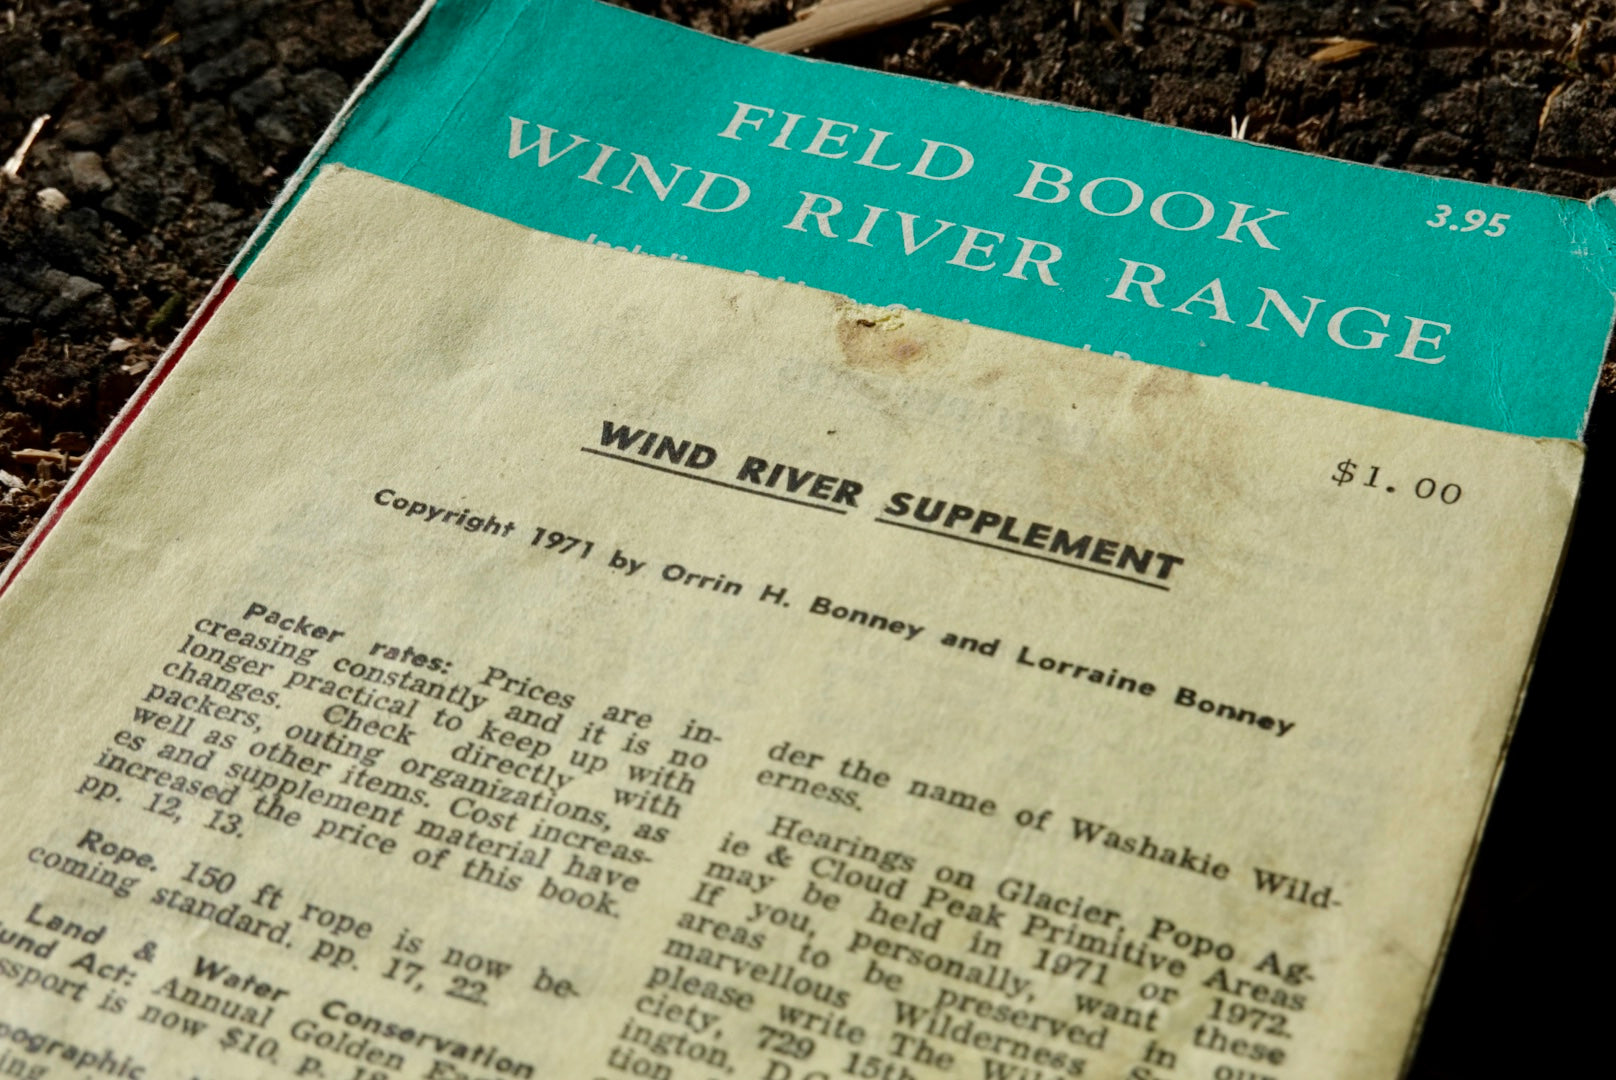 FIELD BOOK
WIND RIVER RANGE
3.95
$1.00
WIND RIVER SUPPLEMENT
Copyright 1971 by Orrin H. Bonney and Lorraine Bonney
Packer rates: Prices are in-
creasing constantly and it is no
longer practical to keep up with
changes. Check directly with
packers, outing organizations, as
well as other items. Cost increas-
es and supplement material have
increased the price of this book.
pp. 12, 13.
Rope. 150 ft rope is now be-
coming standard. pp. 17, 22
Land & Water Conservation
Act: Annual Golden
is now $10. p. 18
der the name of Washakie Wild-
erness.
Hearings on Glacier, Popo Ag-
ie & Cloud Peak Primitive Areas
may be held in 1971 or 1972.
If you, personally, want these
areas to be preserved in our
marvellous Wilderness
please write The
ciety, 729 15th
ington,
tion